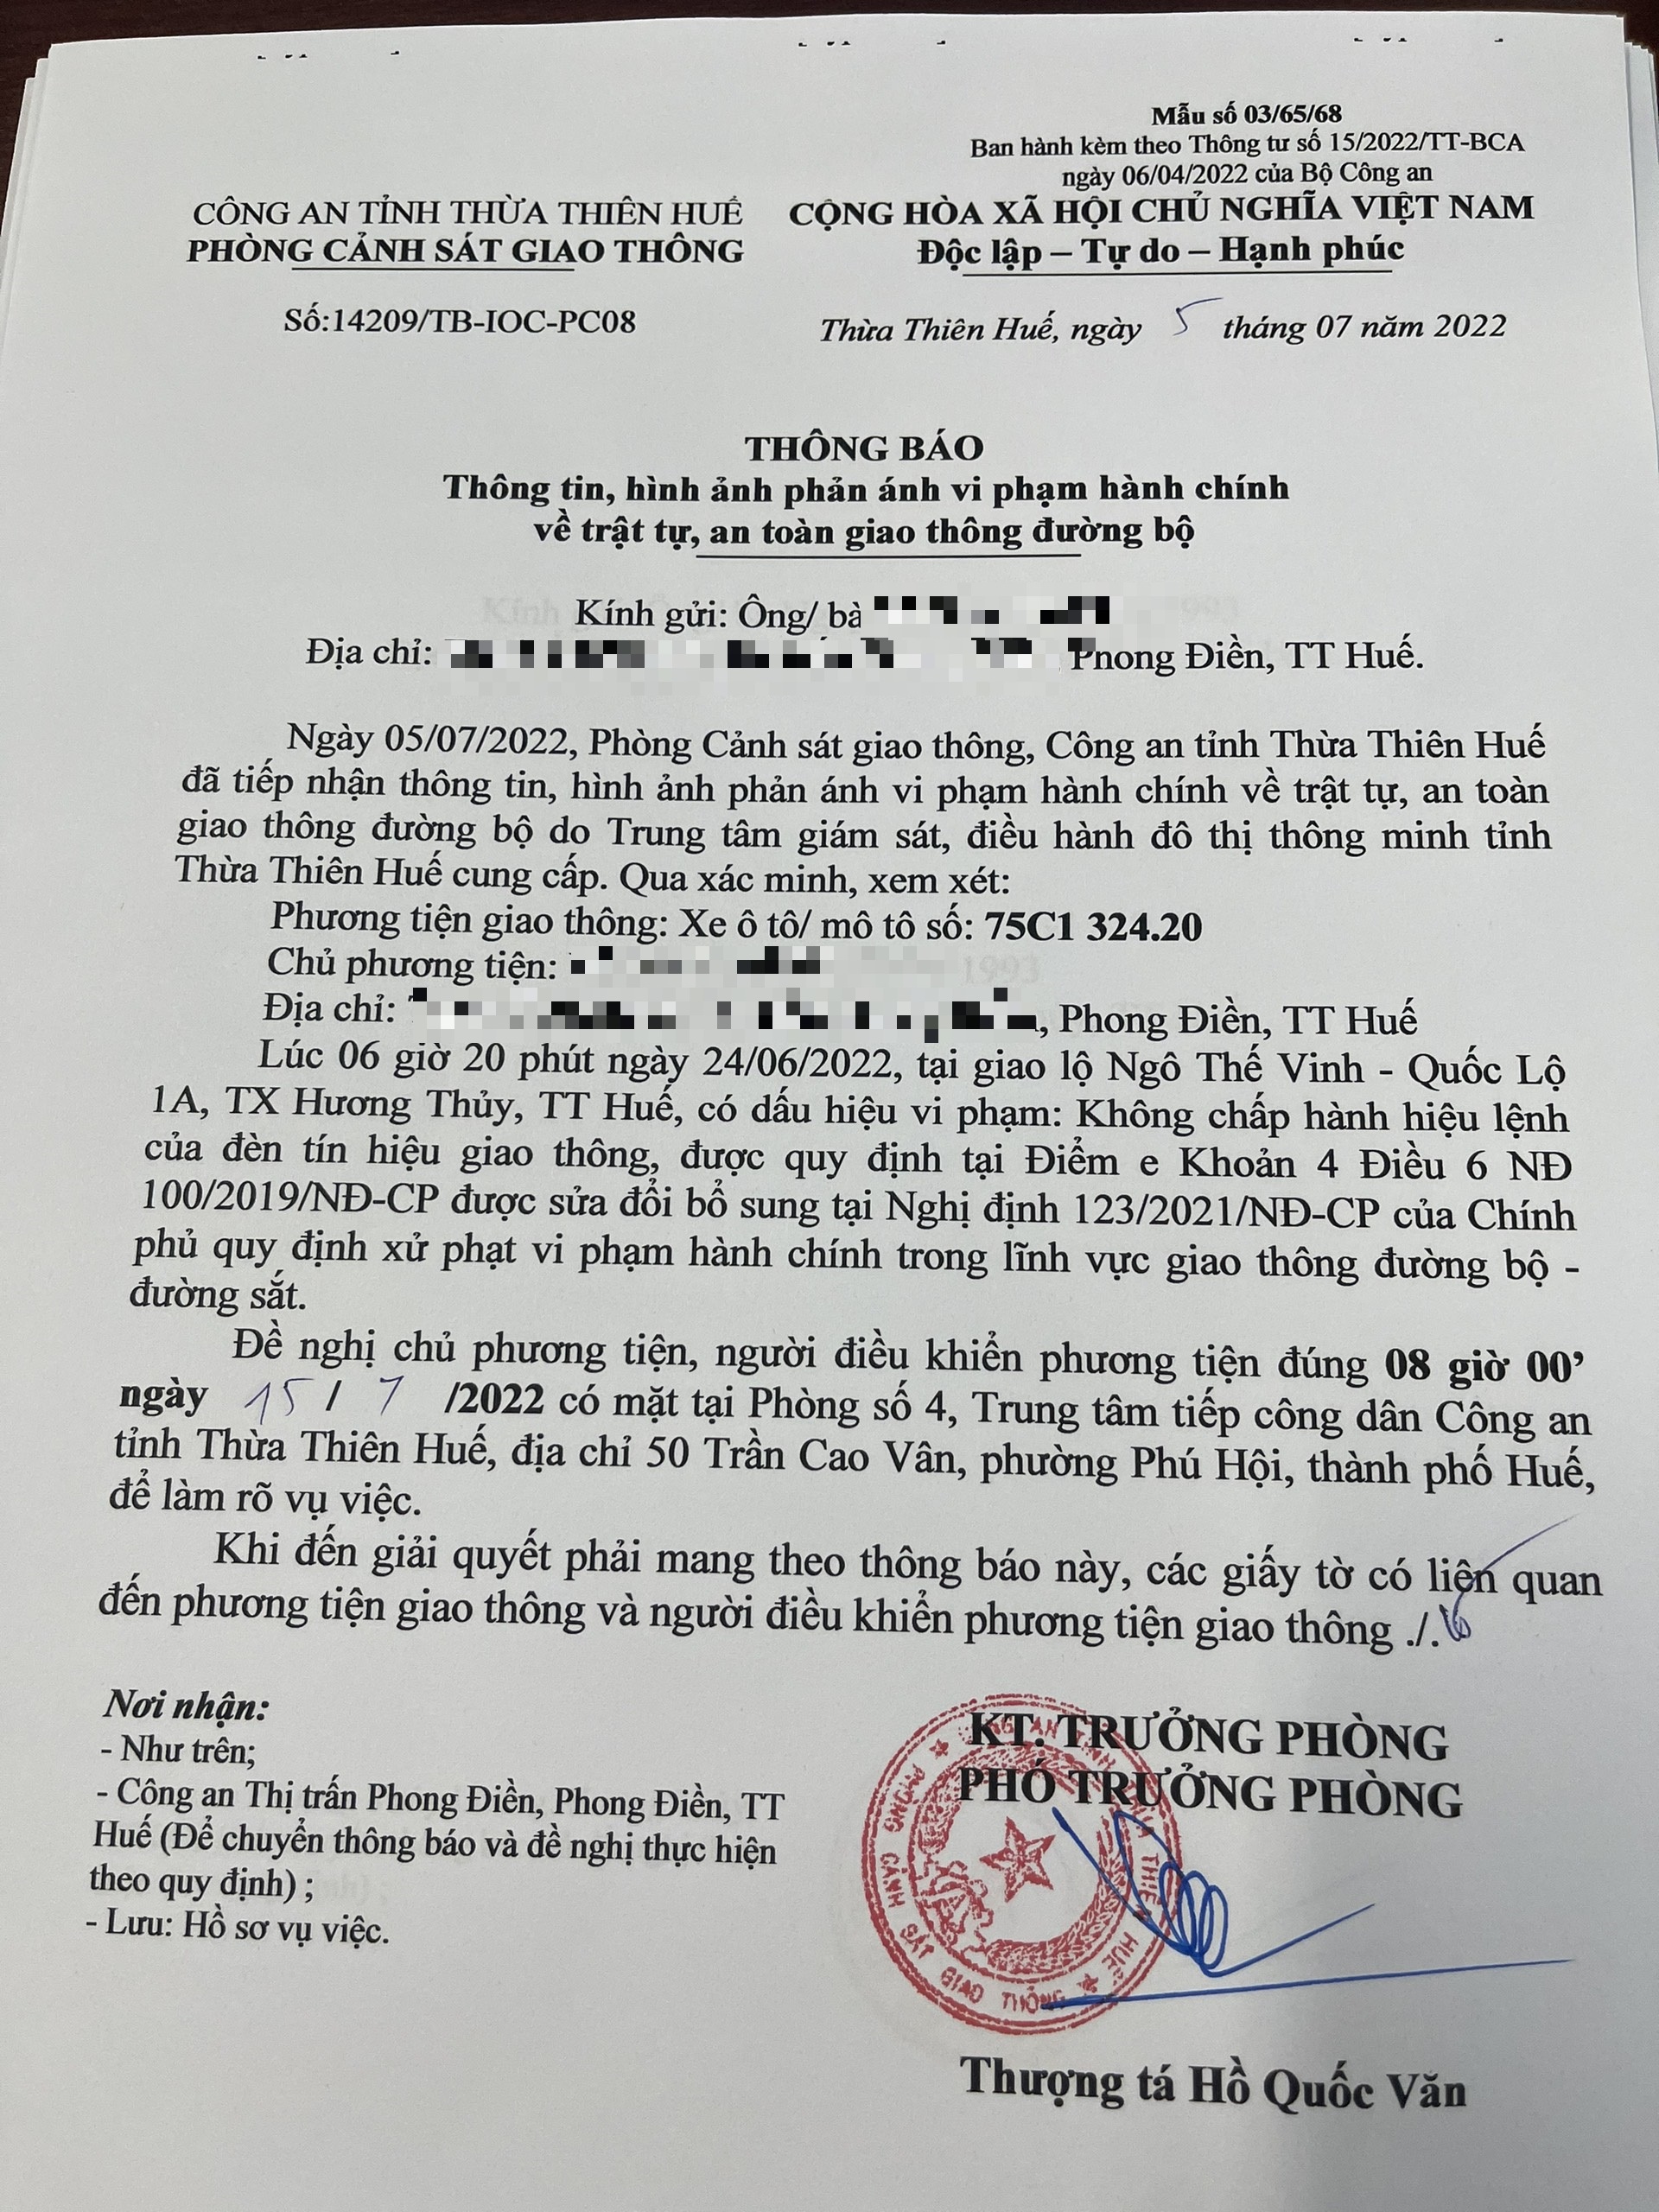 Mẫu số 03/65/68
Ban hành kèm theo Thông tư số 15/2022/TT-BCA
ngày 06/04/2022 của Bộ Công an
CÔNG AN TỈNH THỪA THIÊN HUẾ
PHÒNG CẢNH SÁT GIAO THÔNG
CỘNG HÒA XÃ HỘI CHỦ NGHĨA VIỆT NAM
Độc lập – Tự do – Hạnh phúc
Số:14209/TB-IOC-PC08
Thừa Thiên Huế, ngày 5 tháng 07 năm 2022
THÔNG BÁO
Thông tin, hình ảnh phản ánh vi phạm hành chính
về trật tự, an toàn giao thông đường bộ
Kính gửi: Ông/ bà
Địa chỉ: Phong Điền, TT Huế.
Ngày 05/07/2022, Phòng Cảnh sát giao thông, Công an tỉnh Thừa Thiên Huế
đã tiếp nhận thông tin, hình ảnh phản ánh vi phạm hành chính về trật tự, an toàn
giao thông đường bộ do Trung tâm giám sát, điều hành đô thị thông minh tỉnh
Thừa Thiên Huế cung cấp. Qua xác minh, xem xét:
Phương tiện giao thông: Xe ô tô/ mô tô số: 75C1 324.20
Chủ phương tiện:
Địa chỉ: , Phong Điền, TT Huế
Lúc 06 giờ 20 phút ngày 24/06/2022, tại giao lộ Ngô Thế Vinh - Quốc Lộ
1A, TX Hương Thủy, TT Huế, có dấu hiệu vi phạm: Không chấp hành hiệu lệnh
của đèn tín hiệu giao thông, được quy định tại Điểm e Khoản 4 Điều 6 NĐ
100/2019/NĐ-CP được sửa đổi bổ sung tại Nghị định 123/2021/NĐ-CP của Chính
phủ quy định xử phạt vi phạm hành chính trong lĩnh vực giao thông đường bộ -
đường sắt.
Đề nghị chủ phương tiện, người điều khiển phương tiện đúng 08 giờ 00’
ngày 15 / 7 /2022 có mặt tại Phòng số 4, Trung tâm tiếp công dân Công an
tỉnh Thừa Thiên Huế, địa chỉ 50 Trần Cao Vân, phường Phú Hội, thành phố Huế,
để làm rõ vụ việc.
Khi đến giải quyết phải mang theo thông báo này, các giấy tờ có liên quan
đến phương tiện giao thông và người điều khiển phương tiện giao thông ./.
Nơi nhận:
- Như trên;
- Công an Thị trấn Phong Điền, Phong Điền, TT
Huế (Để chuyển thông báo và đề nghị thực hiện
theo quy định) ;
- Lưu: Hồ sơ vụ việc.
KT. TRƯỞNG PHÒNG
PHÓ TRƯỞNG PHÒNG
CÔNG AN TỈNH THỪA THIÊN HUẾ
PHÒNG CẢNH SÁT GIAO THÔNG
Thượng tá Hồ Quốc Văn